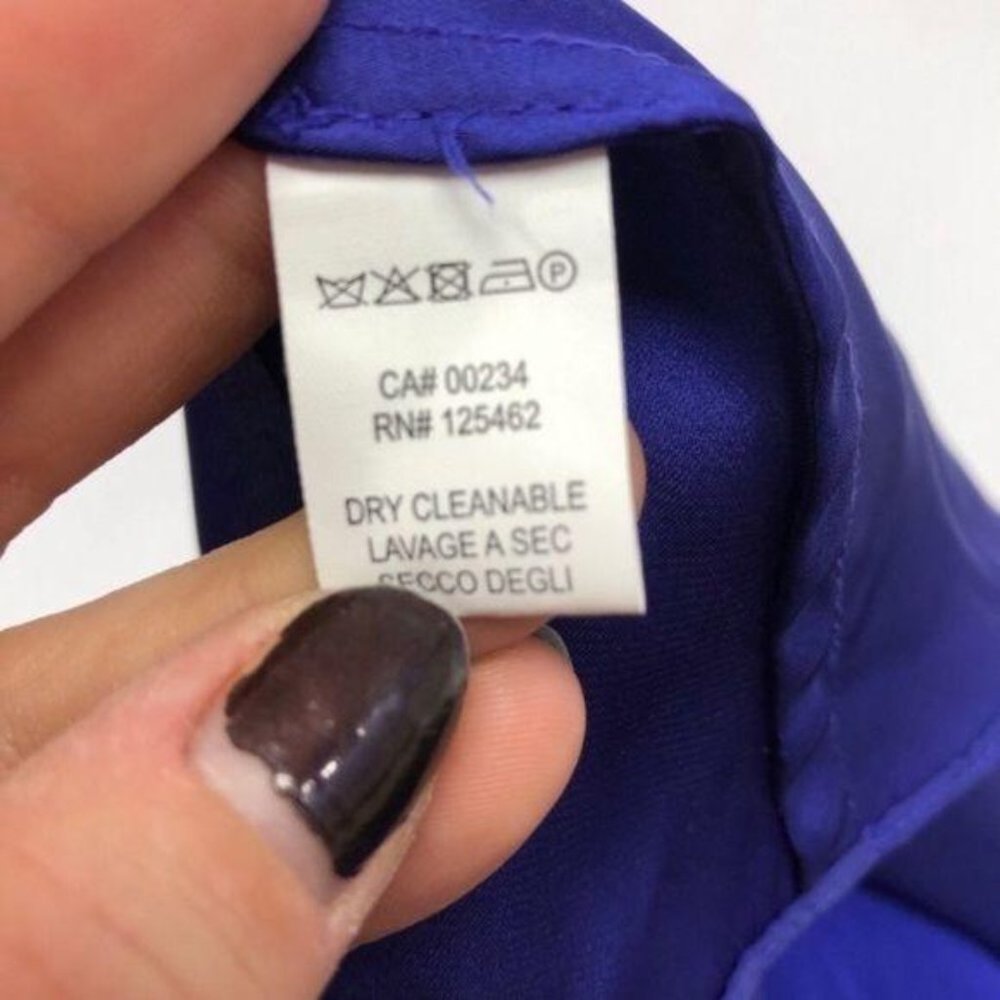 P
CA# 00234
RN# 125462
DRY CLEANABLE
LAVAGE A SEC
SECCO DEGLI